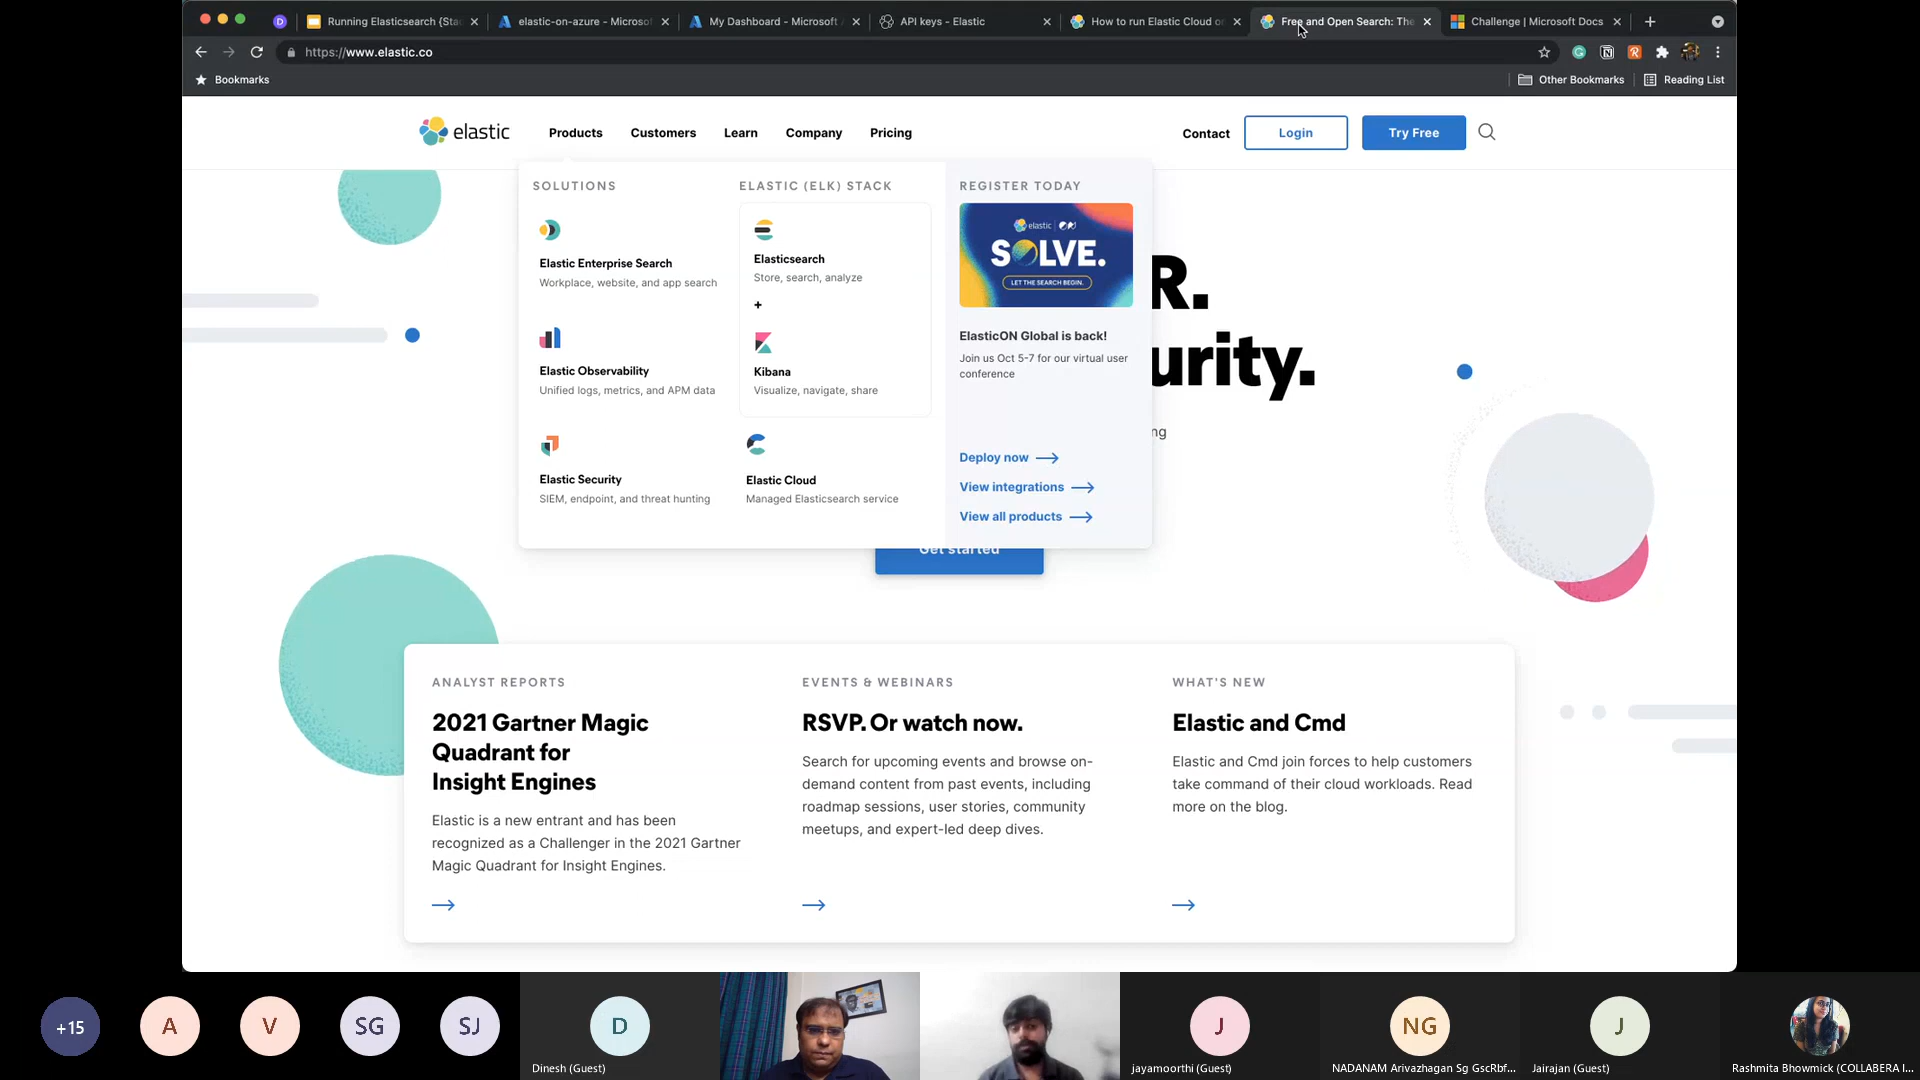 D
Running Elasticsearch (Sta
elastic-on-azure - Microsof
My Dashboard - Microsoft
API keys - Elastic
How to run Elastic Cloud o
Free and Open Search: The
Challenge | Microsoft Docs
https://www.elastic.co
Bookmarks
Other Bookmarks
Reading List
elastic
Products
Customers
Learn
Company
Pricing
Contact
Login
Try Free
SOLUTIONS
ELASTIC (ELK) STACK
REGISTER TODAY
elastic
SOLVE.
LET THE SEARCH BEGIN.
R.
urity.
ng
Elastic Enterprise Search
Workplace, website, and app search
Elasticsearch
Store, search, analyze
+
Elastic Observability
Unified logs, metrics, and APM data
Kibana
Visualize, navigate, share
Elastic Security
SIEM, endpoint, and threat hunting
Elastic Cloud
Managed Elasticsearch service
ElasticON Global is back!
Join us Oct 5-7 for our virtual user
conference
Deploy now
View integrations
View all products
Get started
ANALYST REPORTS
2021 Gartner Magic
Quadrant for
Insight Engines
Elastic is a new entrant and has been
recognized as a Challenger in the 2021 Gartner
Magic Quadrant for Insight Engines.
EVENTS & WEBINARS
RSVP. Or watch now.
Search for upcoming events and browse on-
demand content from past events, including
roadmap sessions, user stories, community
meetups, and expert-led deep dives.
WHAT'S NEW
Elastic and Cmd
Elastic and Cmd join forces to help customers
take command of their cloud workloads. Read
more on the blog.
+15
A
V
SG
SJ
D
Dinesh (Guest)
J
jayamoorthi (Guest)
NG
NADANAM Arivazhagan Sg GscRbf...
J
Jairajan (Guest)
Rashmita Bhowmick (COLLABERA I...